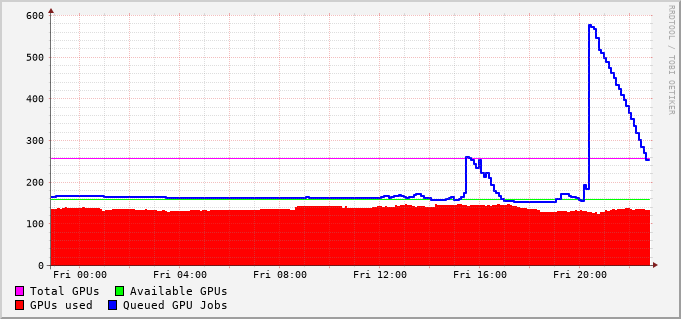 600
500
400
300
200
100
0
Fri 00:00 Fri 04:00 Fri 08:00 Fri 12:00 Fri 16:00 Fri 20:00
Total GPUs Available GPUs
GPUs used Queued GPU Jobs
RRDTOOL / TOBI OETIKER